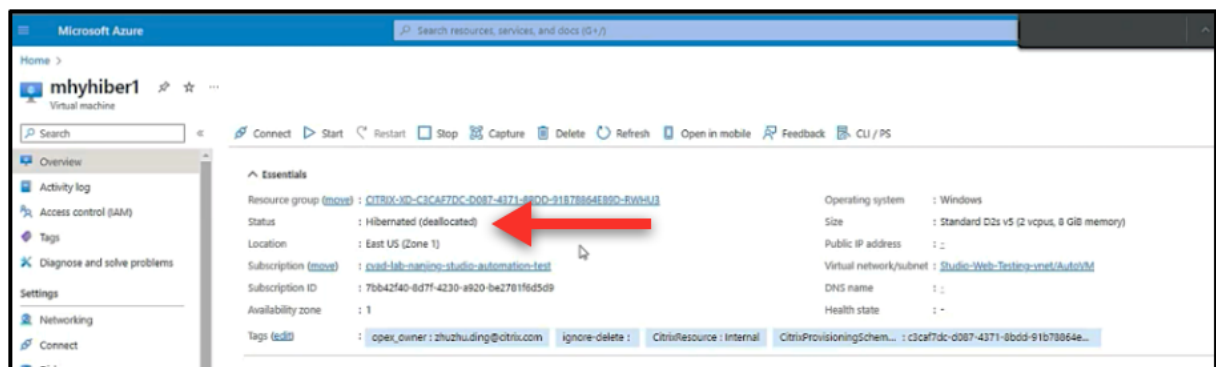 Microsoft Azure
Search resources, services, and docs (G+/)
Home >
mhyhiber1
Virtual machine
Search
Connect Start Restart Stop Capture Delete Refresh Open in mobile Feedback CLI / PS
Overview
Activity log
Access control (IAM)
Tags
Diagnose and solve problems
Settings
Networking
Connect
Essentials
Resource group (move) : CITRIX-XD-C3CAF7DC-D087-4371-8BDD-91B78864E89D-RWHU3
Status : Hibernated (deallocated)
Location : East US (Zone 1)
Subscription (move) : cvad-lab-nanjing-studio-automation-test
Subscription ID : 7bb42f40-8d7f-4230-a920-be2781f6d5d9
Availability zone : 1
Operating system : Windows
Size : Standard D2s v5 (2 vcpus, 8 GiB memory)
Public IP address : -
Virtual network/subnet : Studio-Web-Testing-vnet/AutoVM
DNS name : -
Health state : -
Tags (edit) : opex_owner : zhuzhu.ding@citrix.com ignore-delete : CitrixResource : Internal CitrixProvisioningSchem... : c3caf7dc-d087-4371-8bdd-91b78864e...